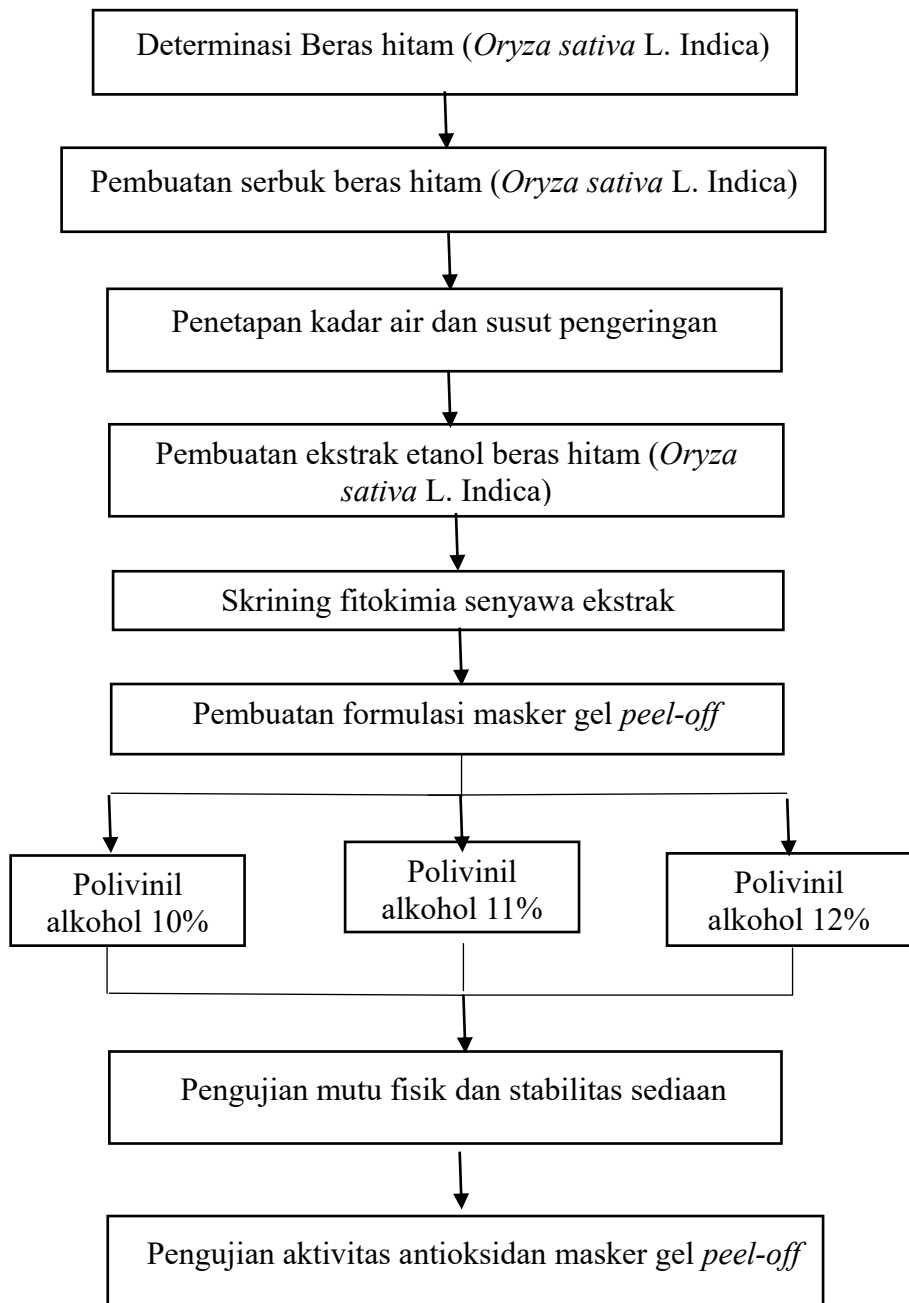 Determinasi Beras hitam (Oryza sativa L. Indica)
Pembuatan serbuk beras hitam (Oryza sativa L. Indica)
Penetapan kadar air dan susut pengeringan
Pembuatan ekstrak etanol beras hitam (Oryza
sativa L. Indica)
Skrining fitokimia senyawa ekstrak
Pembuatan formulasi masker gel peel-off
Polivinil
alkohol 10%
Polivinil
alkohol 11%
Polivinil
alkohol 12%
Pengujian mutu fisik dan stabilitas sediaan
Pengujian aktivitas antioksidan masker gel peel-off